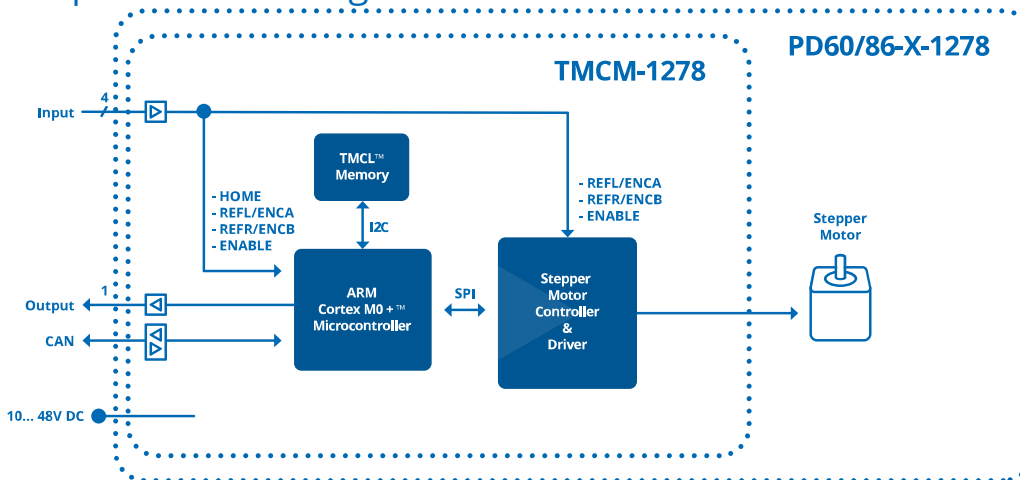 PD60/86-X-1278
TMCM-1278
4
Input
TMCL™
Memory
- HOME
- REFL/ENCA
- REFR/ENCB
- ENABLE
- REFL/ENCA
- REFR/ENCB
- ENABLE
I2C
Stepper
Motor
ARM
Cortex M0 + ™
Microcontroller
SPI
Stepper
Motor
Controller
&
Driver
1
Output
CAN
10... 48V DC